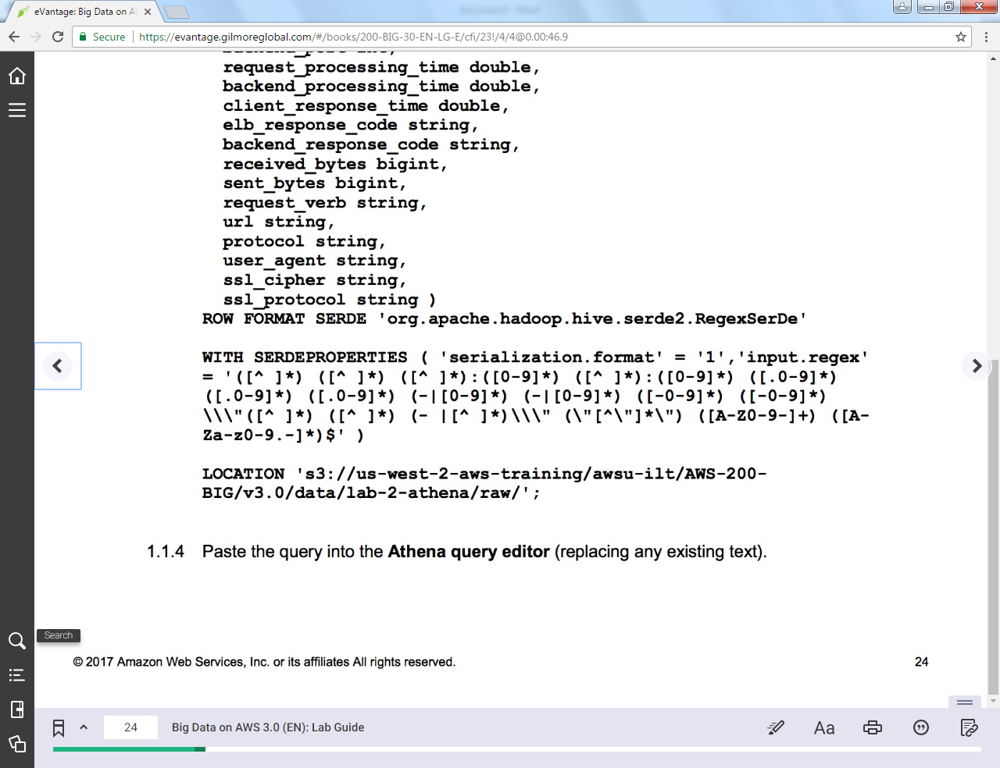 eVantage: Big Data on A
Secure
https://evantage.gilmoreglobal.com/#/books/200-BIG-30-EN-LG-E/cfi/23!/4/4@0.00:46.9
request_processing_time double,
backend_processing_time double,
client_response_time double,
elb_response_code string,
backend_response_code string,
received_bytes bigint,
sent_bytes bigint,
request_verb string,
url string,
protocol string,
user_agent string,
ssl_cipher string,
ssl_protocol string )
ROW FORMAT SERDE 'org.apache.hadoop.hive.serde2.RegexSerDe'
WITH SERDEPROPERTIES ( 'serialization.format' = '1','input.regex'
= '([^ ]*) ([^ ]*) ([^ ]*):([0-9]*) ([^ ]*):([0-9]*) ([.0-9]*)
([.0-9]*) ([.0-9]*) (-|[0-9]*) (-|[0-9]*) ([-0-9]*) ([-0-9]*)
\\\"([^ ]*) ([^ ]*) (- |[^ ]*)\\\" (\"[^\"]*\") ([A-Z0-9-]+) ([A-
Za-z0-9.-]*)$' )
LOCATION 's3://us-west-2-aws-training/awsu-ilt/AWS-200-
BIG/v3.0/data/lab-2-athena/raw/';
1.1.4 Paste the query into the Athena query editor (replacing any existing text).
Search
© 2017 Amazon Web Services, Inc. or its affiliates All rights reserved.
24
24
Big Data on AWS 3.0 (EN): Lab Guide
Aa